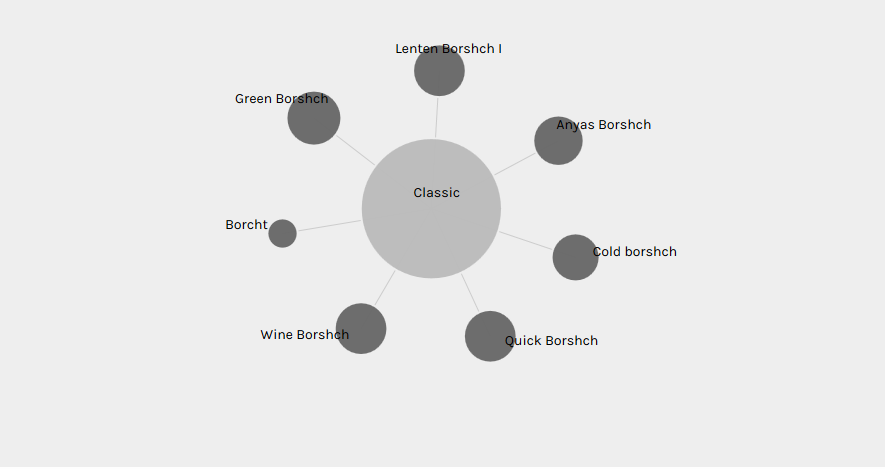 Lenten Borshch I
Green Borshch
Anyas Borshch
Classic
Borcht
Cold borshch
Wine Borshch
Quick Borshch